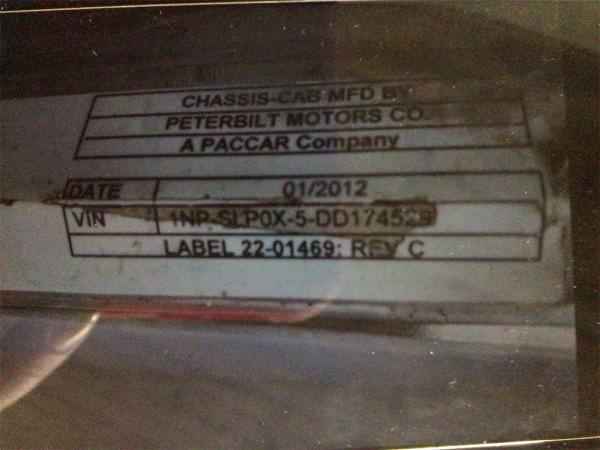 CHASSIS-CAB MFD BY
PETERBILT MOTORS CO.
A PACCAR Company
DATE 01/2012
VIN 1NP-SLP0X-5-DD174529
LABEL 22-01469: REV C